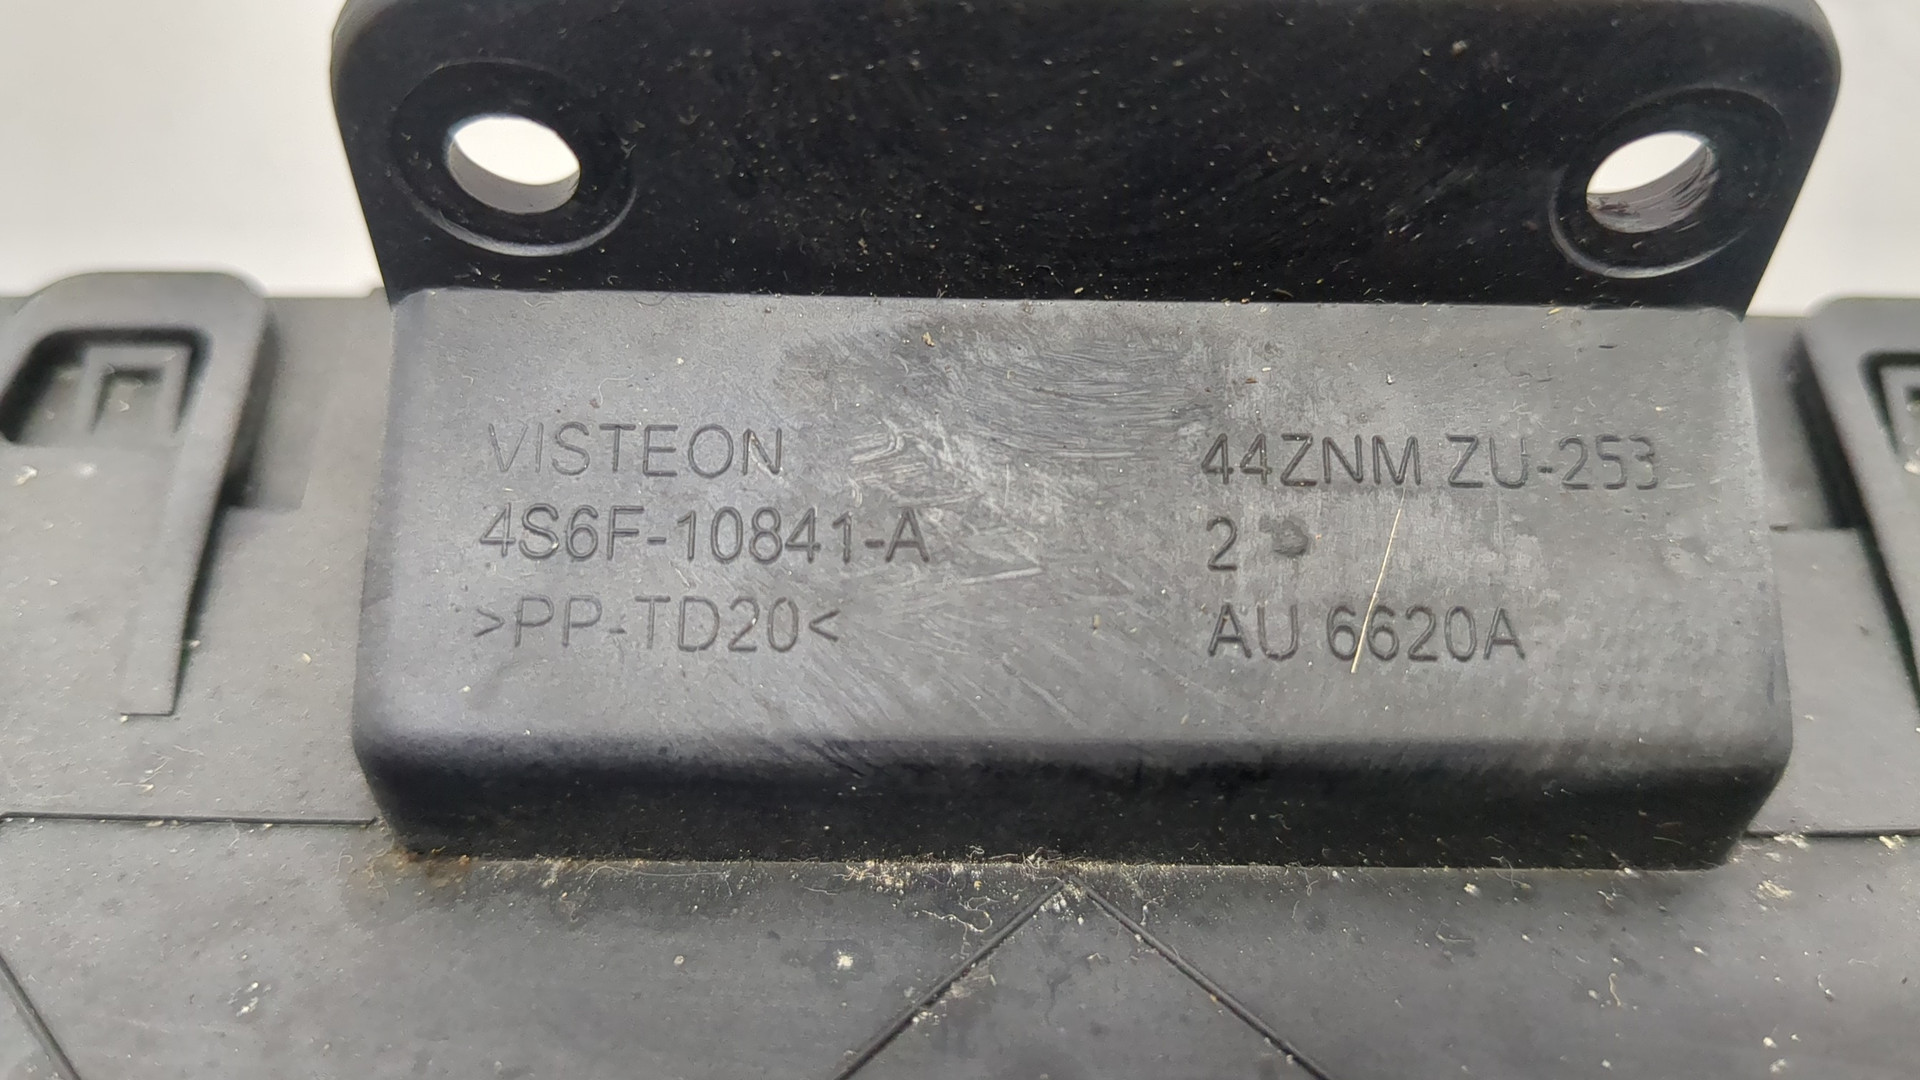 VISTEON
4S6F-10841-A
>PP-TD20<
44ZNM ZU-253
2
AU 6620A